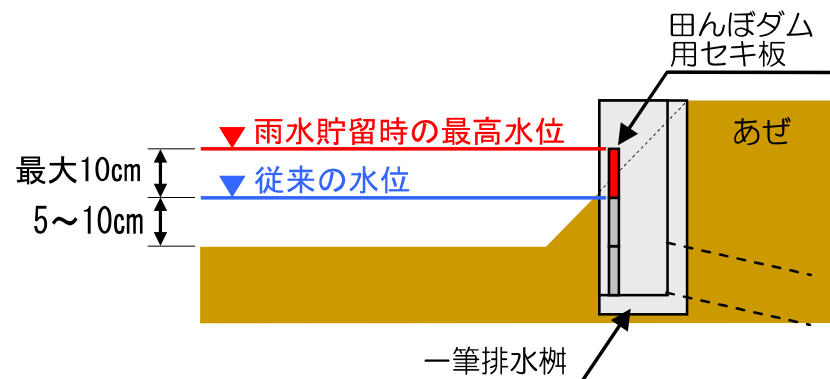 田んぼダム
用セキ板
あぜ
雨水貯留時の最高水位
最大10cm
従来の水位
5～10cm
一筆排水桝